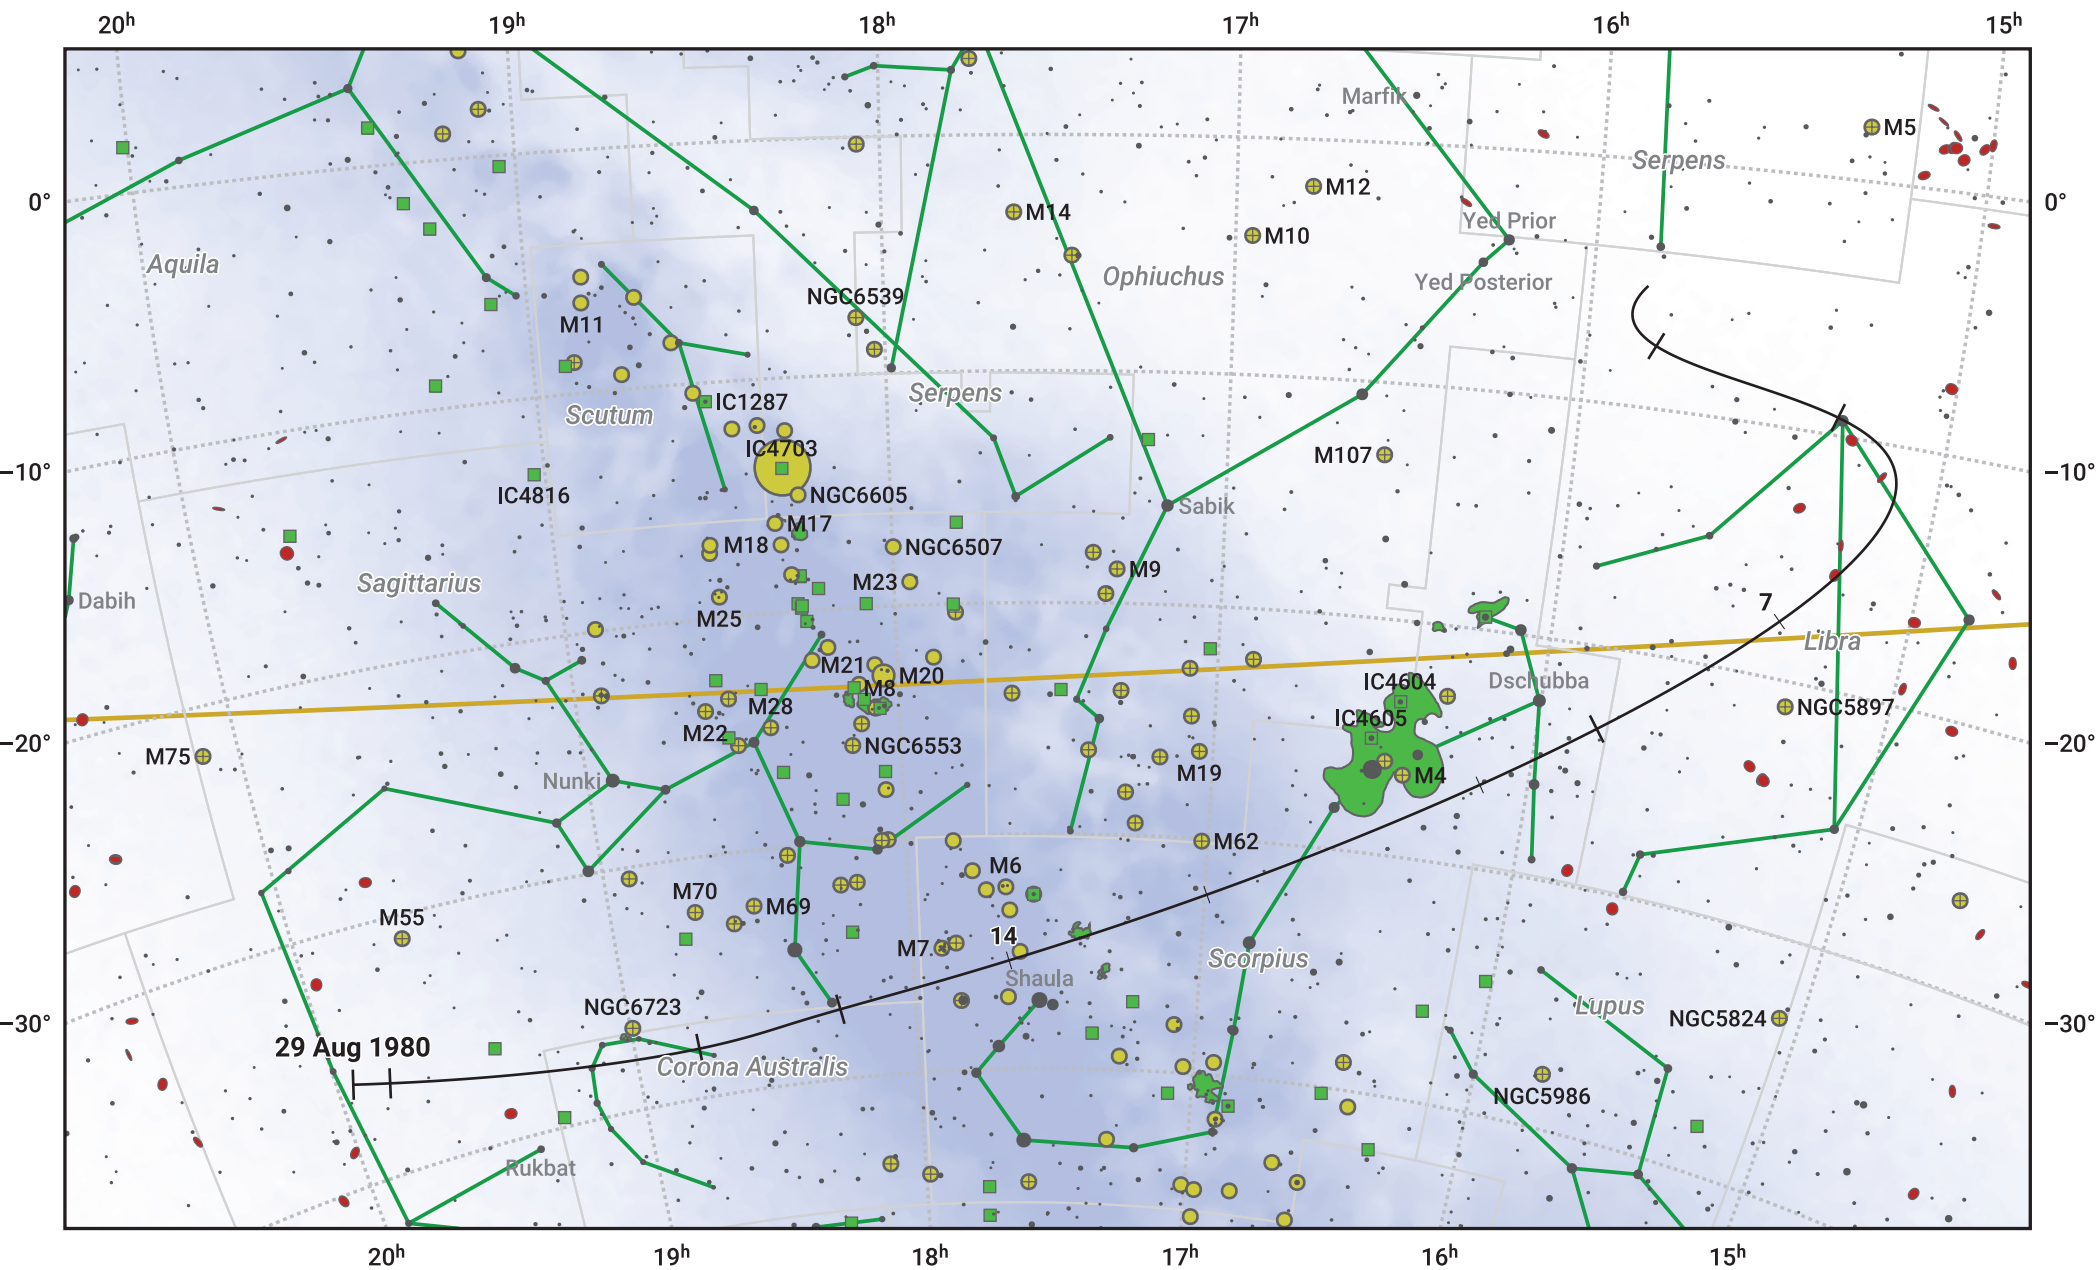 20h 19h 18h 17h 16h 15h
Marfik
M5
Serpens
M12
0° M14 Yed Prior 0°
M10
Aquila Ophiuchus
Yed Posterior
NGC6539
M11
Serpens
IC1287
Scutum
IC4703 M107
−10° −10°
IC4816 NGC6605
Sabik
M17
M18 NGC6507
M9
Sagittarius M23
Dabih 7
M25
Libra
M21
M20 IC4604 Dschubba
M8
M28 NGC5897
IC4605
M22
−20° NGC6553 −20°
M75
M19 M4
Nunki
M62
M6
M70
M69
M55
14
M7
Scorpius
Shaula
NGC6723 Lupus
−30° NGC5824 −30°
29 Aug 1980
Corona Australis
NGC5986
Rukbat
20h 19h 18h 17h 16h 15h